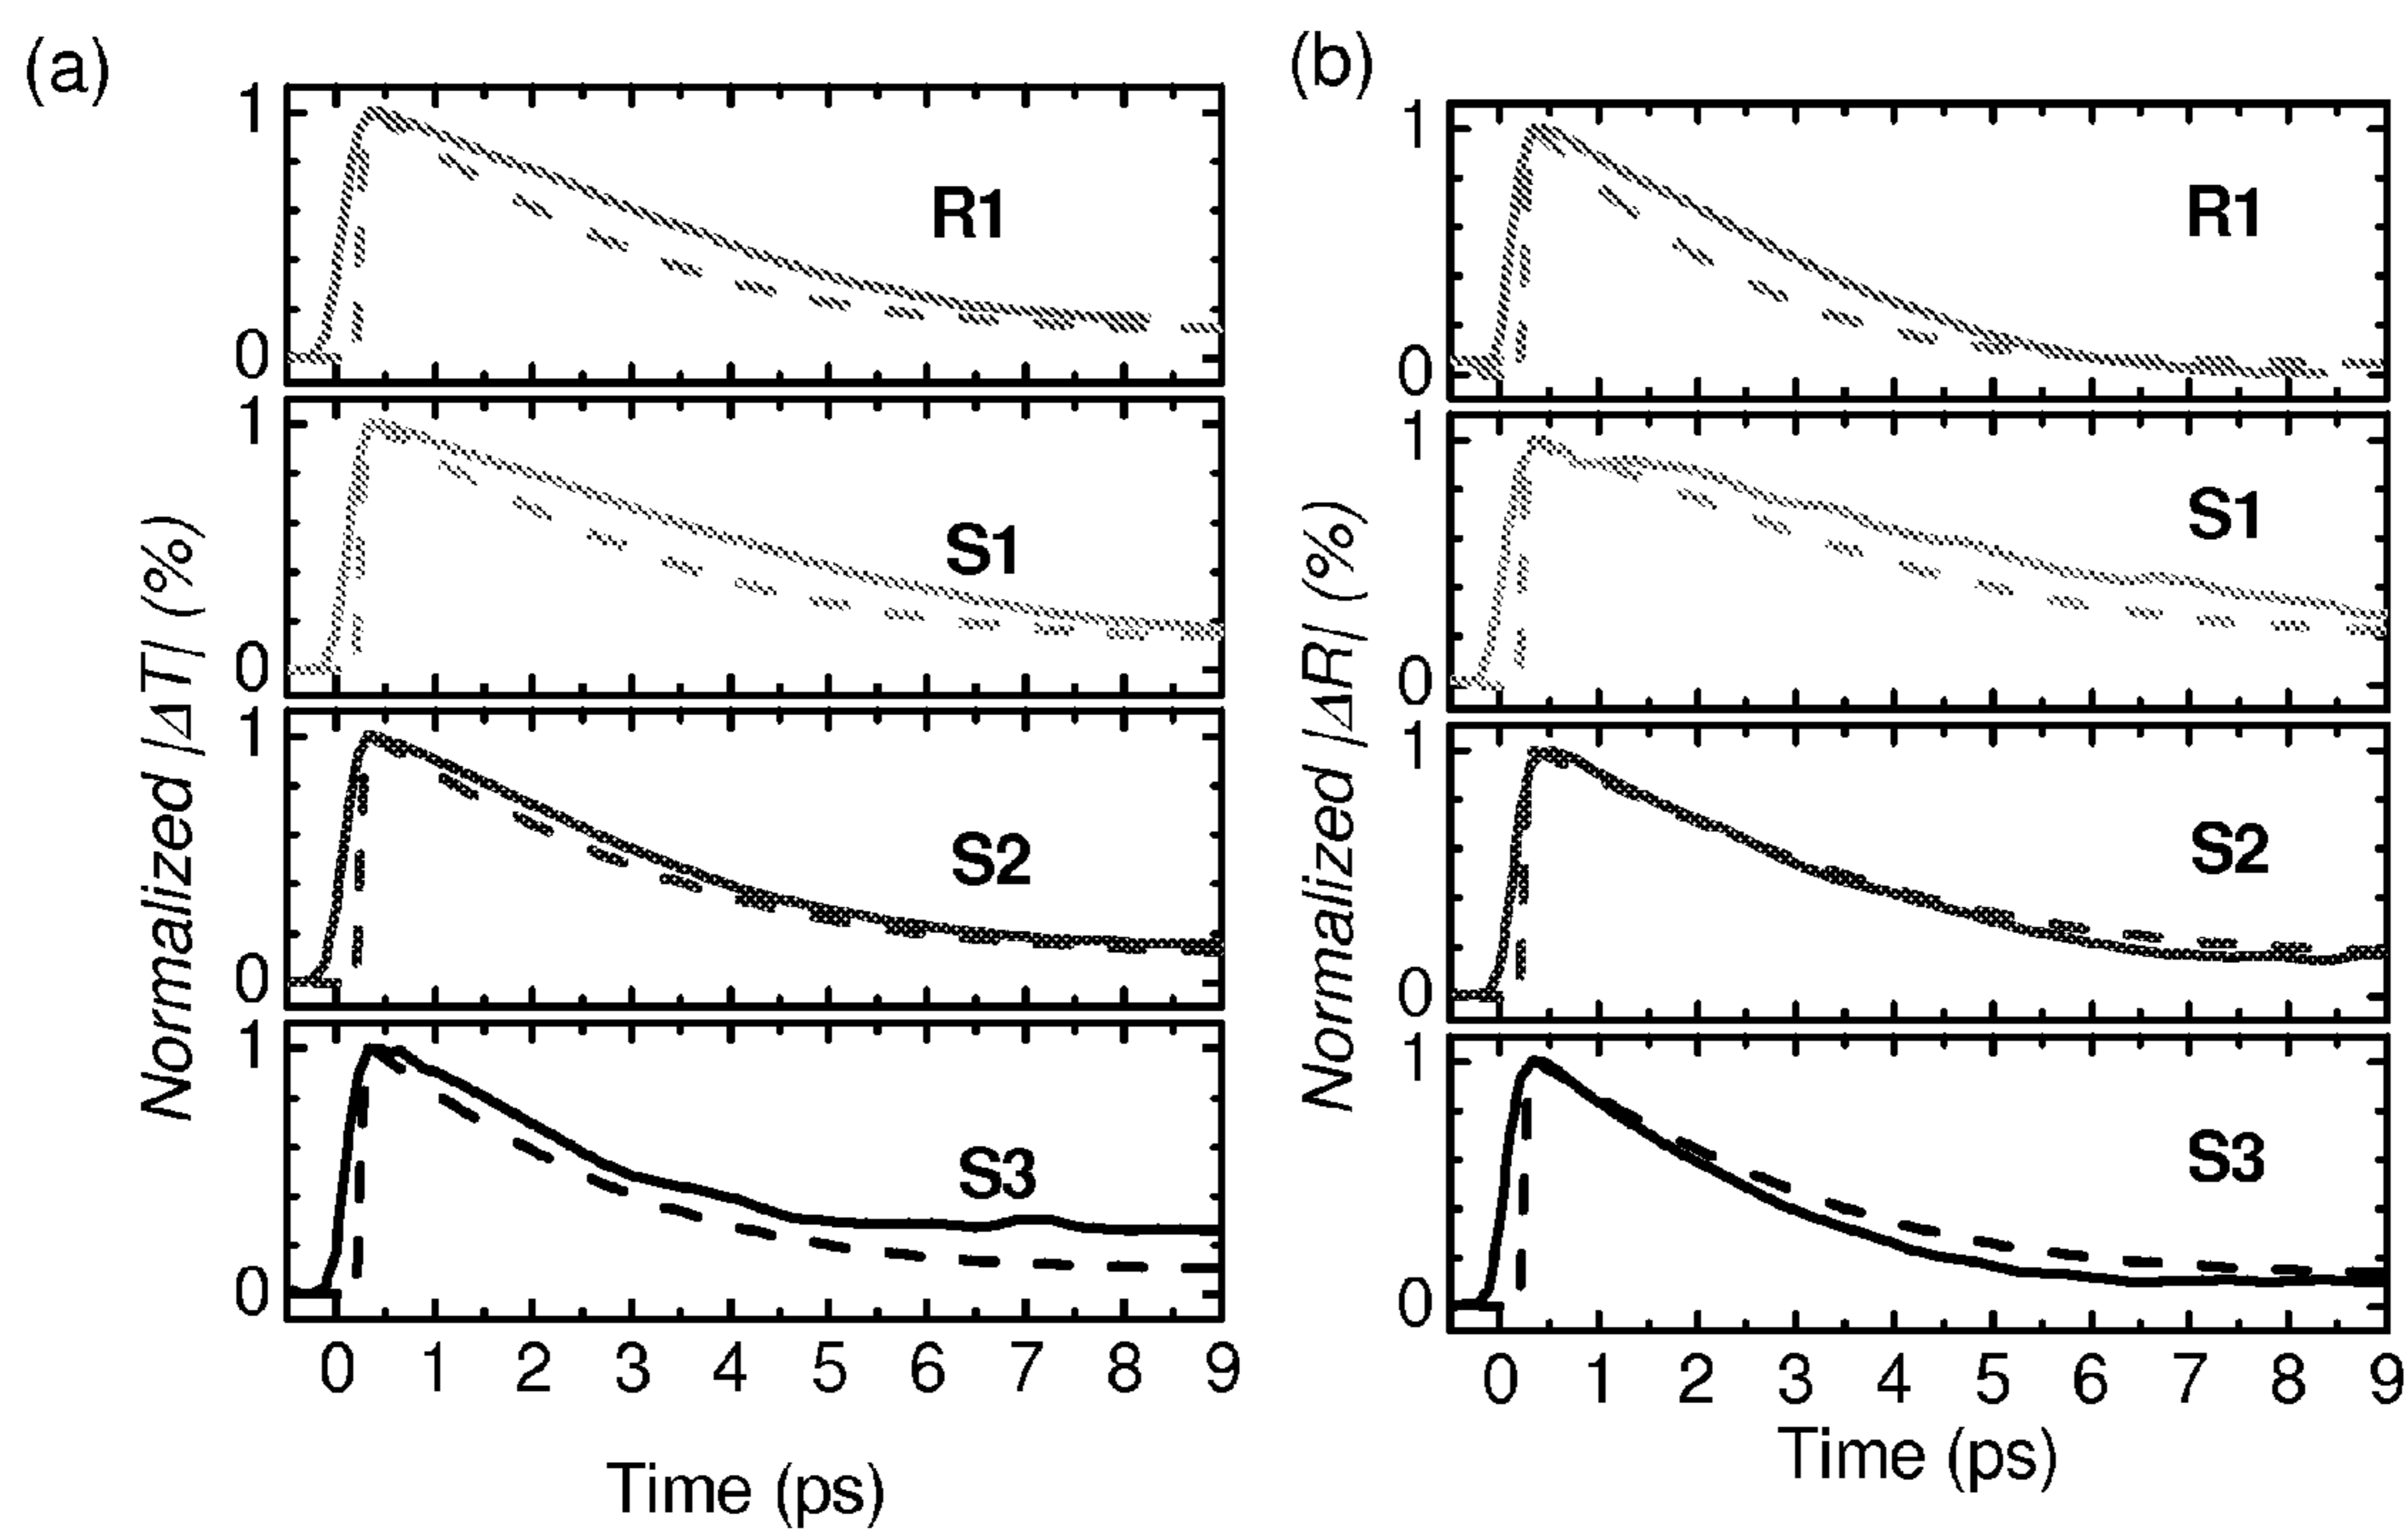 (a)
Normalized |ΔT| (%)
1
R1
0
1
S1
0
1
S2
0
1
S3
0
0 1 2 3 4 5 6 7 8 9
Time (ps)
(b)
Normalized |ΔR| (%)
1
R1
0
1
S1
0
1
S2
0
1
S3
0
0 1 2 3 4 5 6 7 8 9
Time (ps)